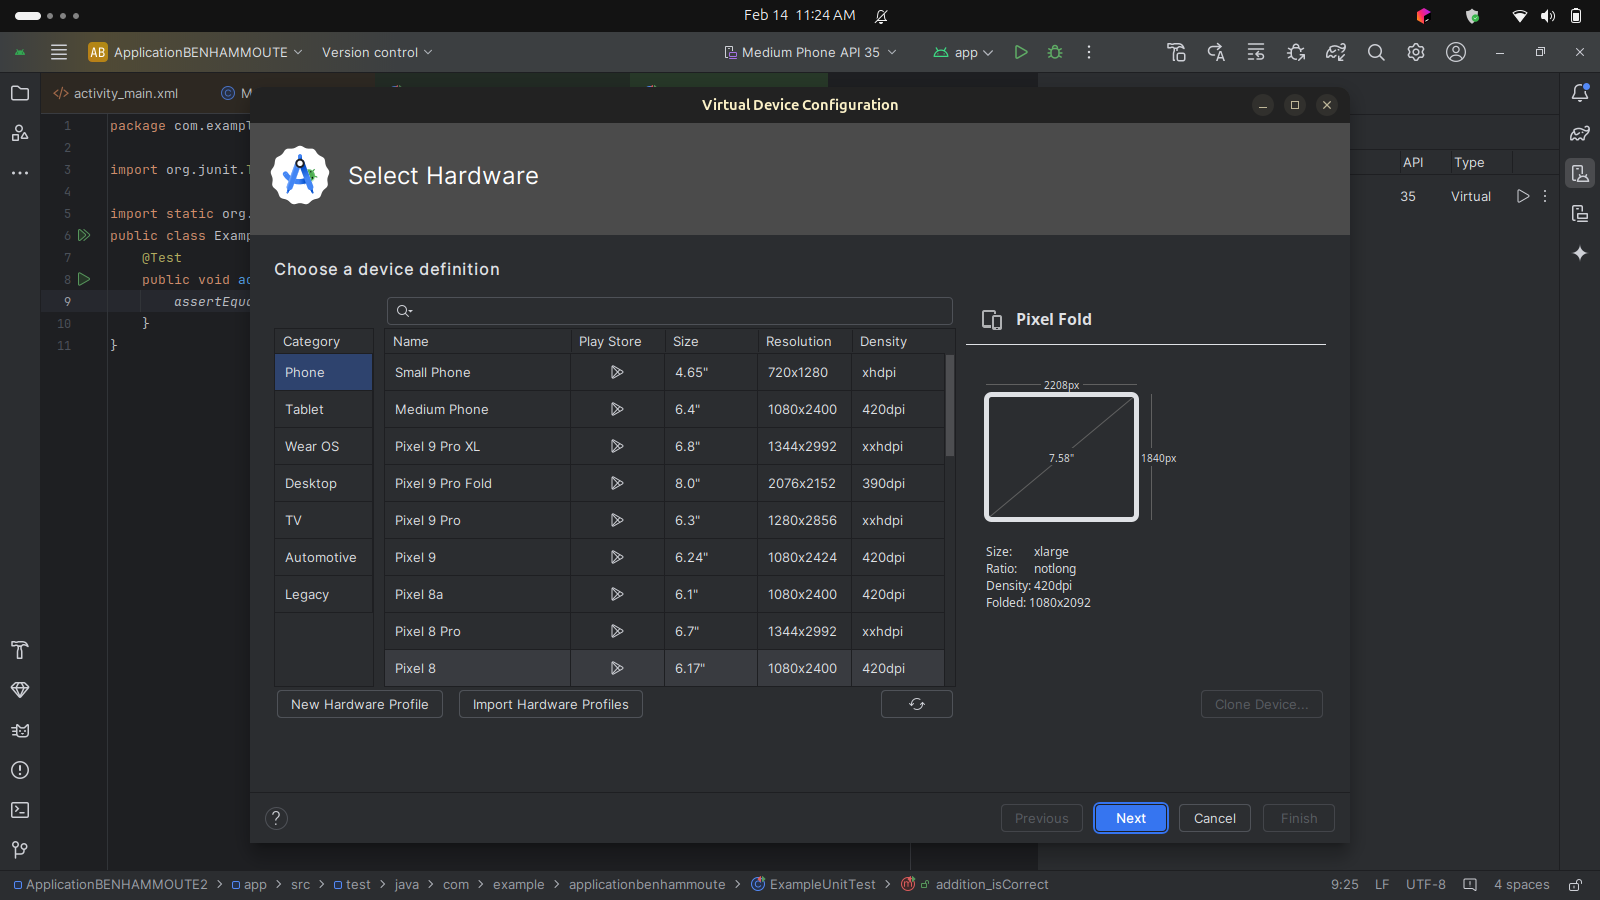 Feb 14 11:24 AM
AB ApplicationBENHAMMOUTE Version control Medium Phone API 35 app
activity_main.xml M
Virtual Device Configuration
Select Hardware
Choose a device definition
1 package com.exampl
2
3 import org.junit.
4
5 import static org.
6 public class Examp
7 @Test
8 public void ad
9 assertEqua
10 }
11 }
API Type
35 Virtual
Category Name Play Store Size Resolution Density
Phone Small Phone 4.65" 720x1280 xhdpi
Tablet Medium Phone 6.4" 1080x2400 420dpi
Wear OS Pixel 9 Pro XL 6.8" 1344x2992 xxhdpi
Desktop Pixel 9 Pro Fold 8.0" 2076x2152 390dpi
TV Pixel 9 Pro 6.3" 1280x2856 xxhdpi
Automotive Pixel 9 6.24" 1080x2424 420dpi
Legacy Pixel 8a 6.1" 1080x2400 420dpi
Pixel 8 Pro 6.7" 1344x2992 xxhdpi
Pixel 8 6.17" 1080x2400 420dpi
Pixel Fold
2208px
7.58"
1840px
Size: xlarge
Ratio: notlong
Density: 420dpi
Folded: 1080x2092
New Hardware Profile Import Hardware Profiles Clone Device...
? Previous Next Cancel Finish
ApplicationBENHAMMOUTE2 > app > src > test > java > com > example > applicationbenhammoute > ExampleUnitTest > addition_isCorrect 9:25 LF UTF-8 4 spaces